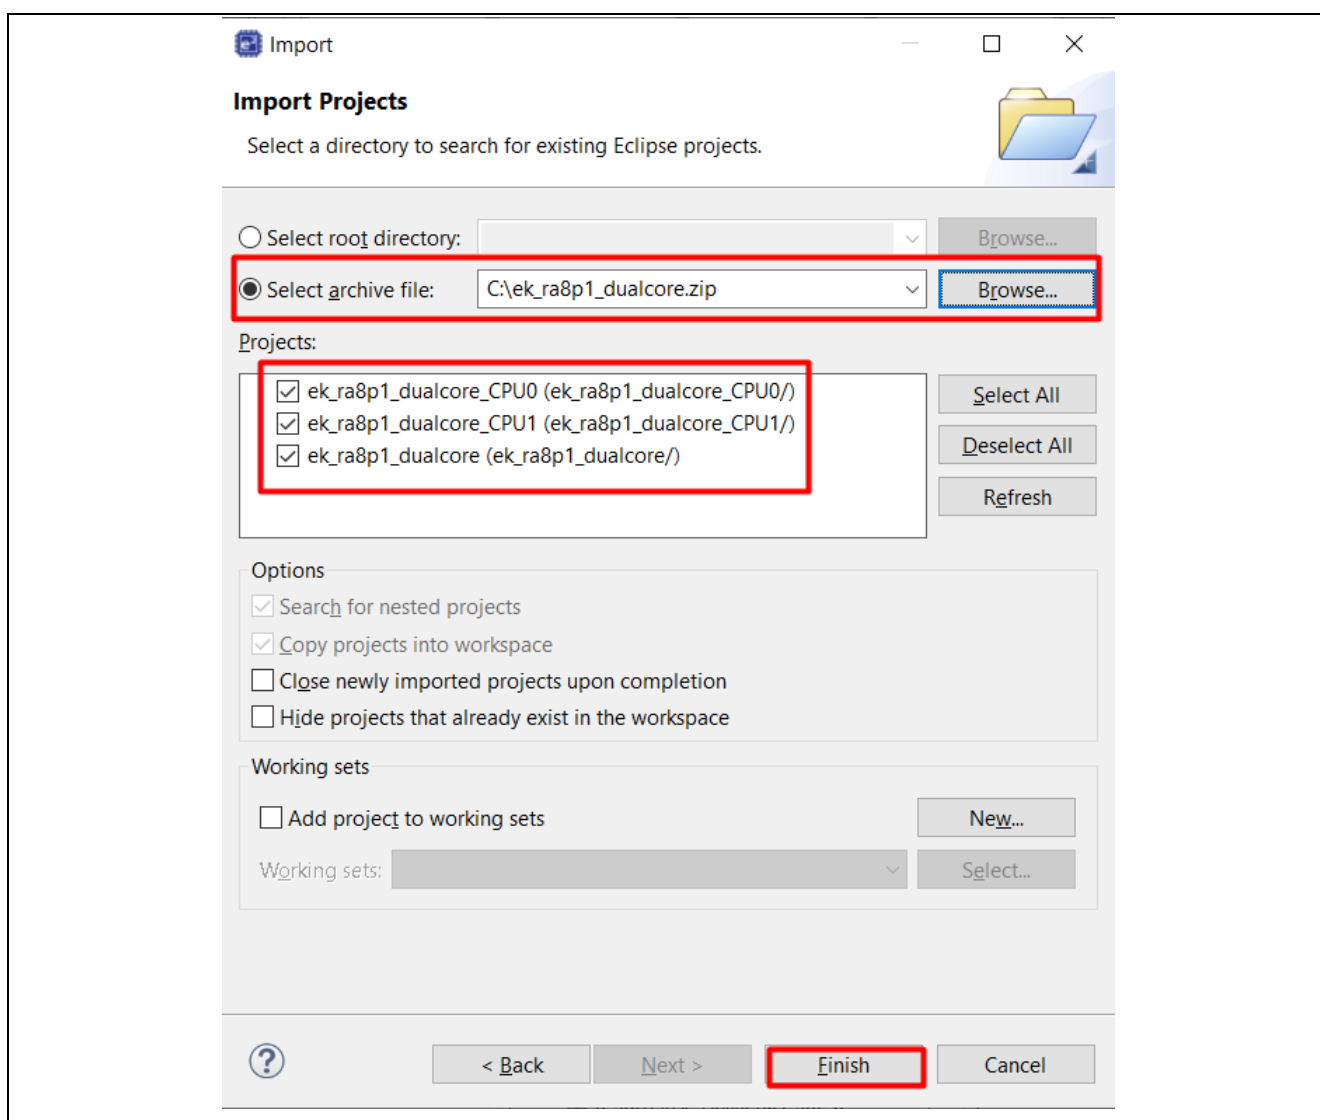 Import
Import Projects
Select a directory to search for existing Eclipse projects.
Select root directory:
Browse...
Select archive file:
C:\ek_ra8p1_dualcore.zip
Browse...
Projects:
ek_ra8p1_dualcore_CPU0 (ek_ra8p1_dualcore_CPU0/)
ek_ra8p1_dualcore_CPU1 (ek_ra8p1_dualcore_CPU1/)
ek_ra8p1_dualcore (ek_ra8p1_dualcore/)
Select All
Deselect All
Refresh
Options
Search for nested projects
Copy projects into workspace
Close newly imported projects upon completion
Hide projects that already exist in the workspace
Working sets
Add project to working sets
New...
Working sets:
Select...
< Back
Next >
Finish
Cancel